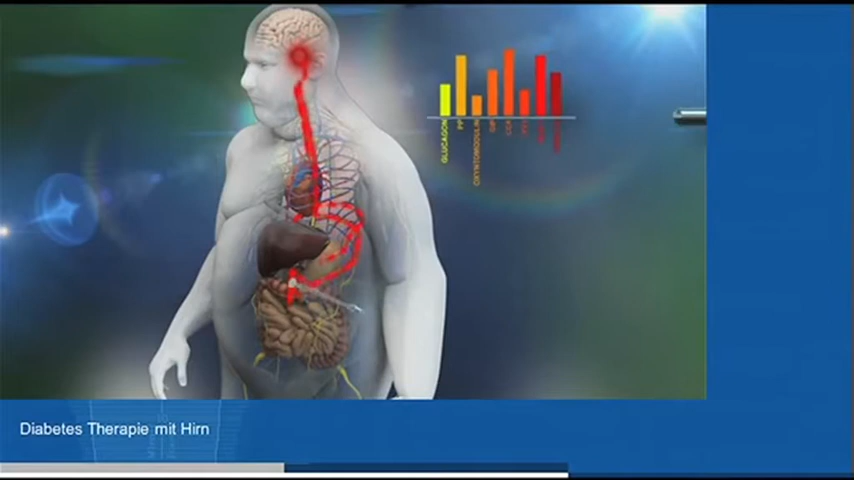 GLUCAGON
PP
OXYNTOMODULIN
GIP
CCK
Diabetes Therapie mit Hirn